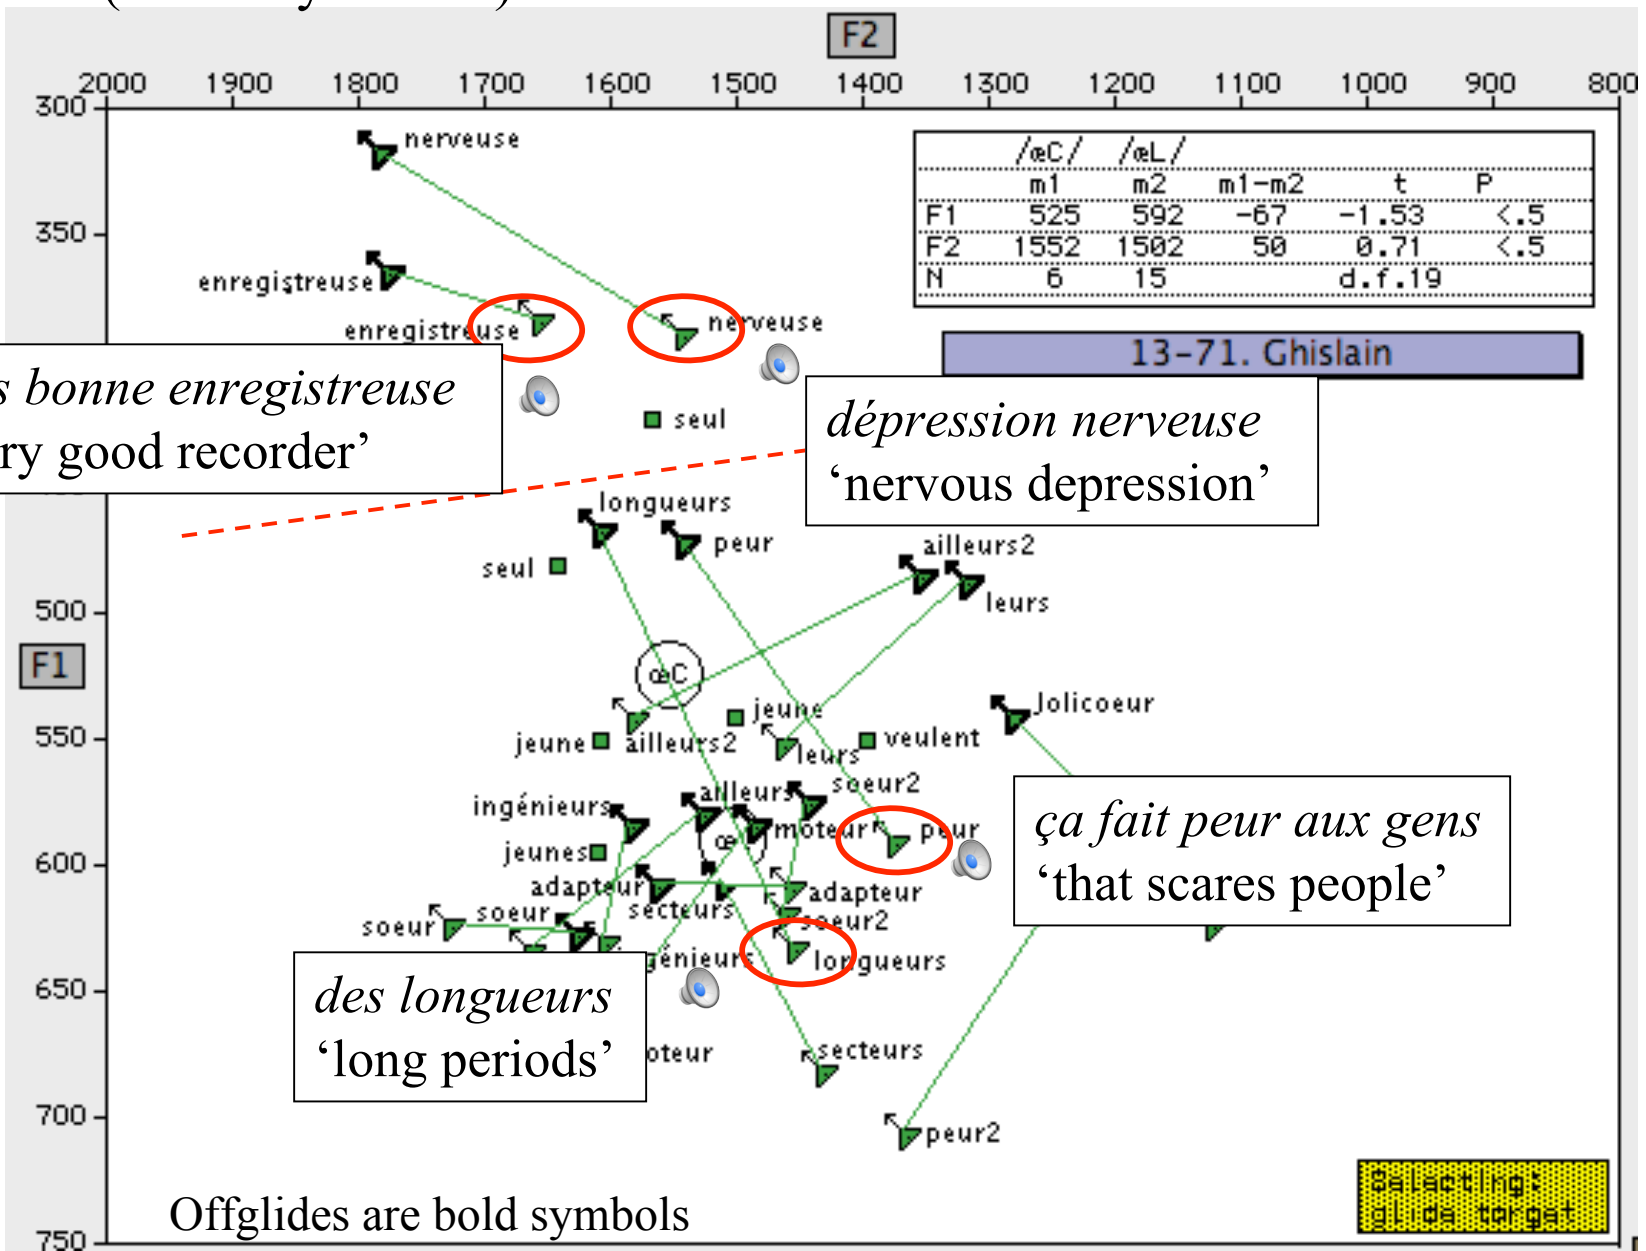 F2
2000 1900 1800 1700 1600 1500 1400 1300 1200 1100 1000 900 800
300
nerveuse
/œC/ /œL/
m1 m2 m1-m2 t P
F1 525 592 -67 -1.53 <.5
F2 1552 1502 50 0.71 <.5
N 6 15 d.f.19
350
enregistreuse
enregistreuse
nerveuse
13-71. Ghislain
bonne enregistreuse
good recorder’
seul
dépression nerveuse
‘nervous depression’
longueurs
peur
ailleurs2
seul
leurs
500
F1
œC
Jolicoeur
jeune
jeune
ailleurs2
leurs
veulent
550
soeur2
ailleurs
ingénieurs
moteur
peur
ça fait peur aux gens
‘that scares people’
jeunes
600
adapteur
adapteur
secteurs
soeur
soeur
soeur2
longueurs
650
des longueurs
‘long periods’
secteurs
700
peur2
Offglides are bold symbols
Selecting:
glide target
750